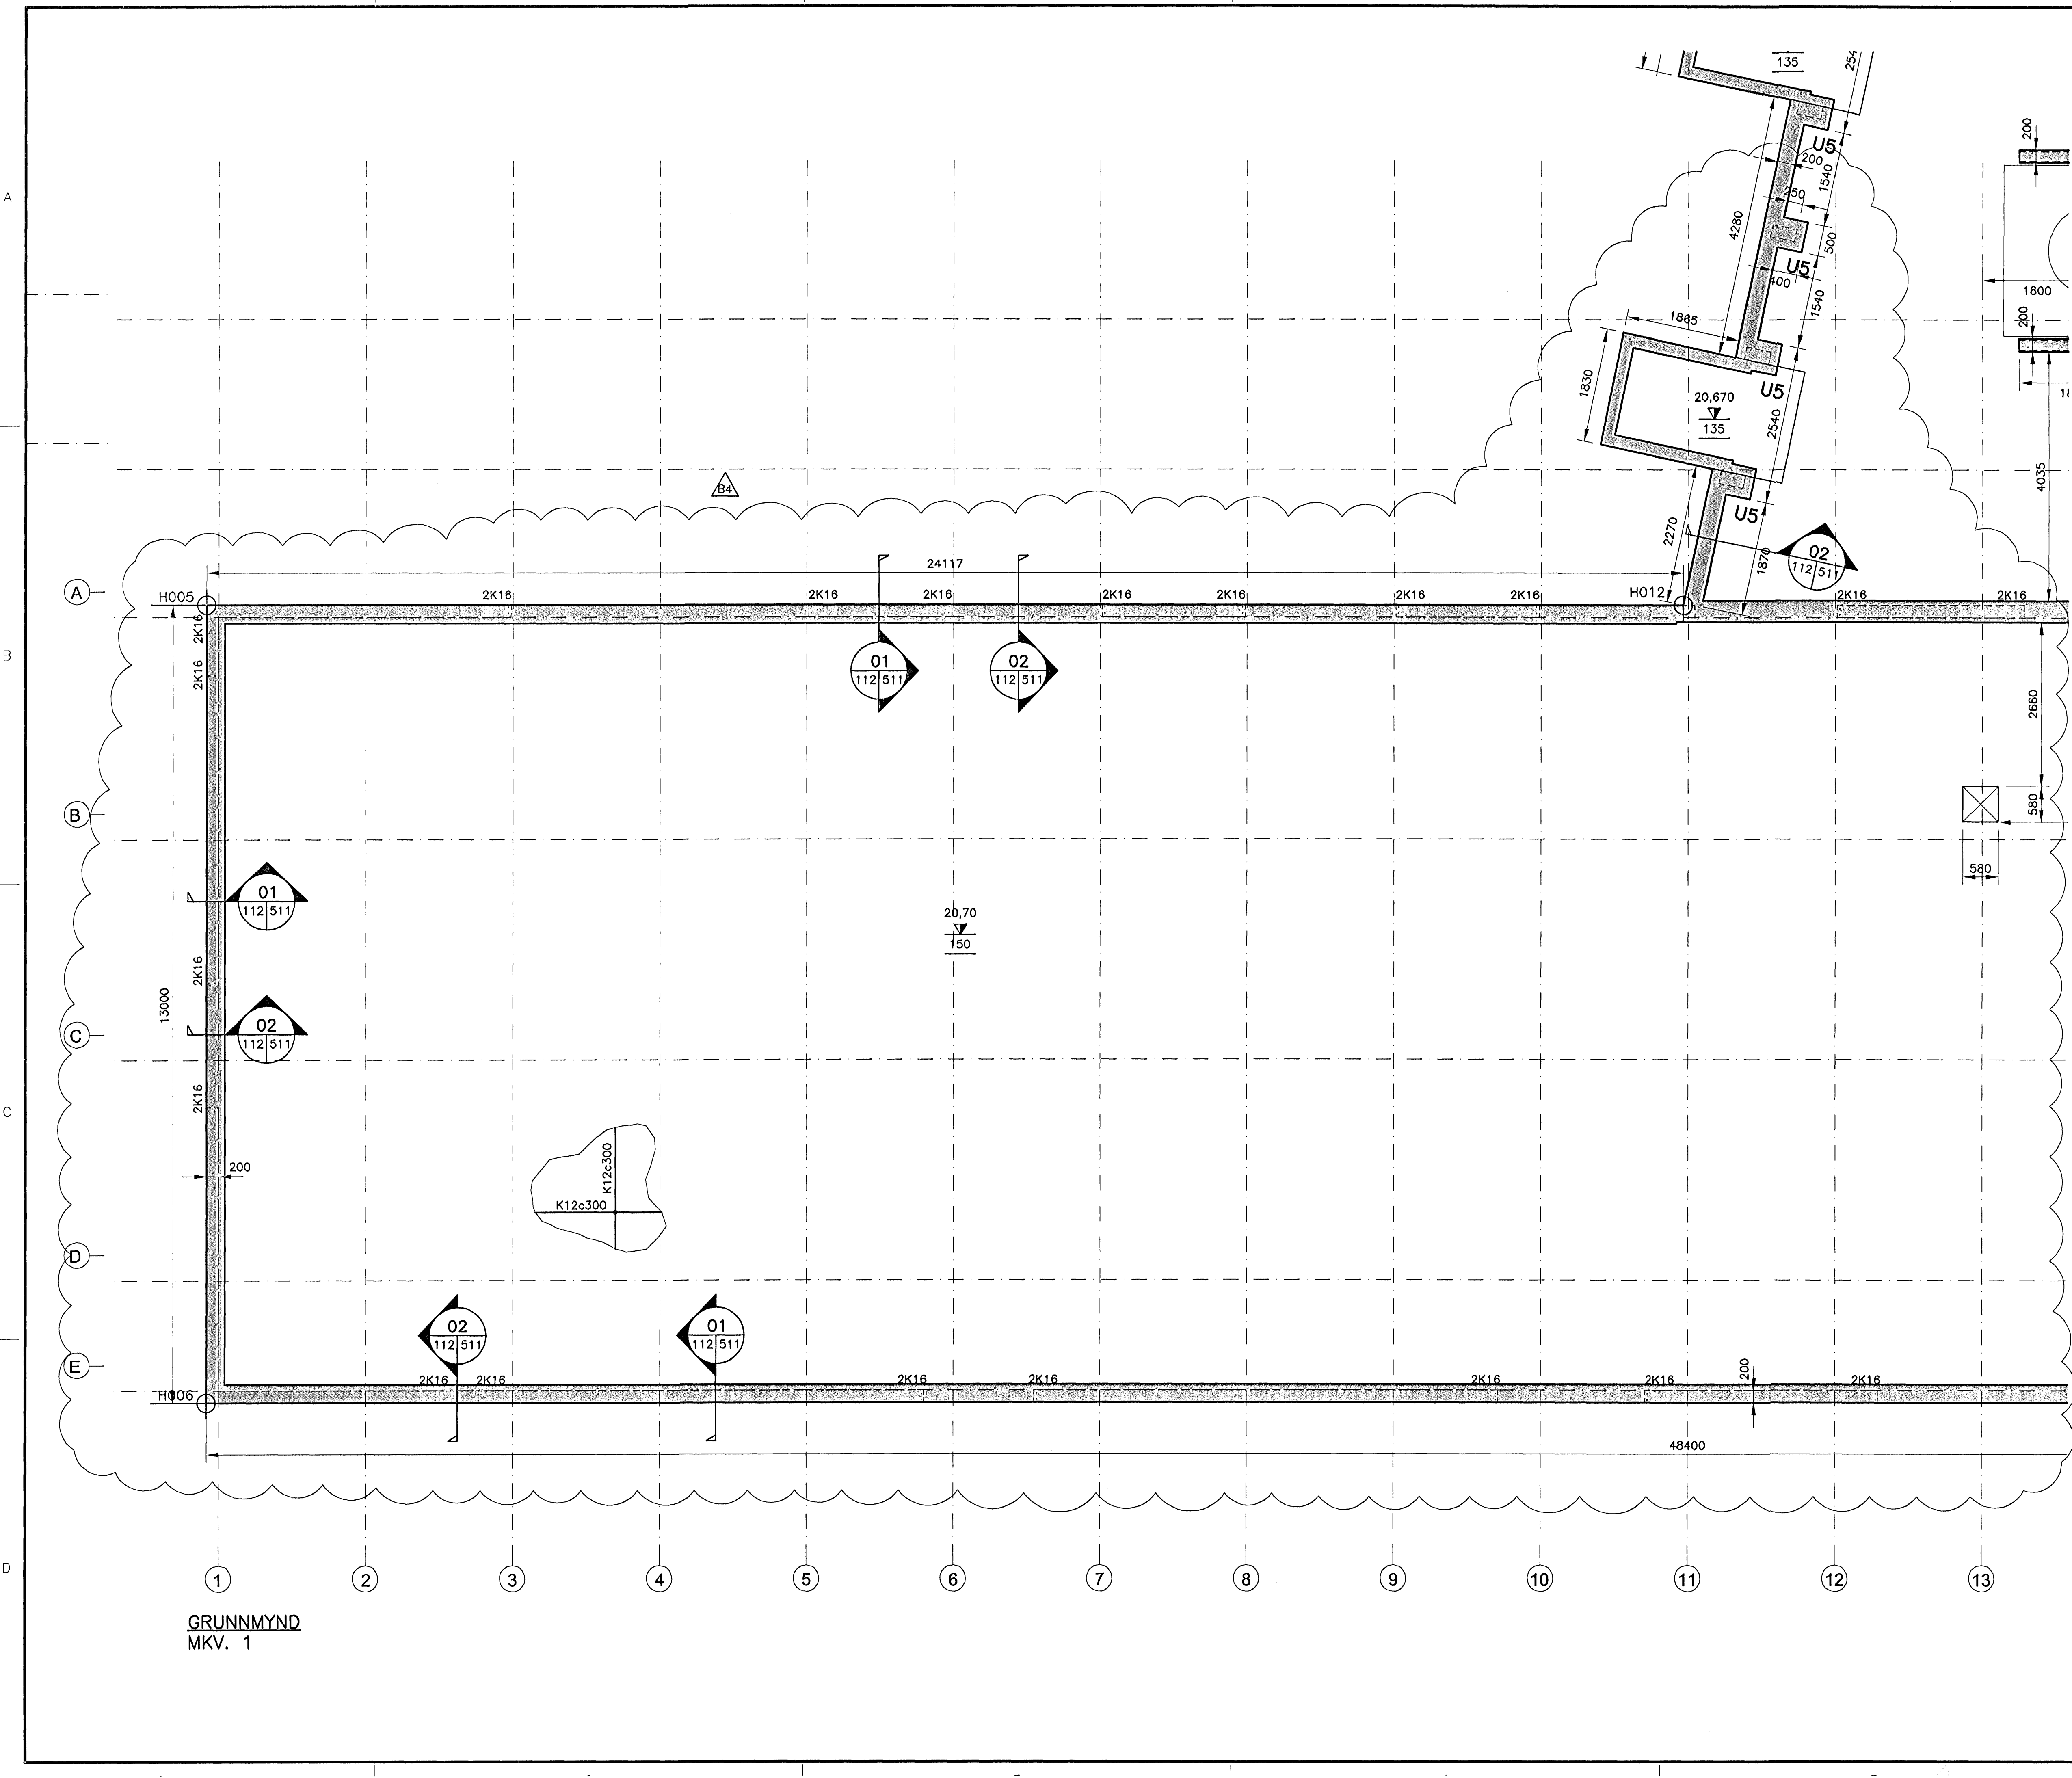 135
254
200
U5
200
1540
A
250
4280
500
U5
400
1800
1540
200
1865
1830
U5
20,670
135
2540
4035
B4
U5
2270
1870
02
112 511
24117
A
H005
2K16
2K16
2K16
2K16
2K16
2K16
2K16
H012
2K16
2K16
2K16
2K16
B
01
112 511
02
112 511
2660
B
580
580
01
112 511
20,70
150
2K16
13000
C
02
112 511
2K16
C
K12c300
K12c300
200
D
02
112 511
01
112 511
E
2K16
2K16
2K16
2K16
2K16
2K16
200
2K16
H006
48400
D
1 2 3 4 5 6 7 8 9 10 11 12 13
GRUNNMYND
MKV. 1